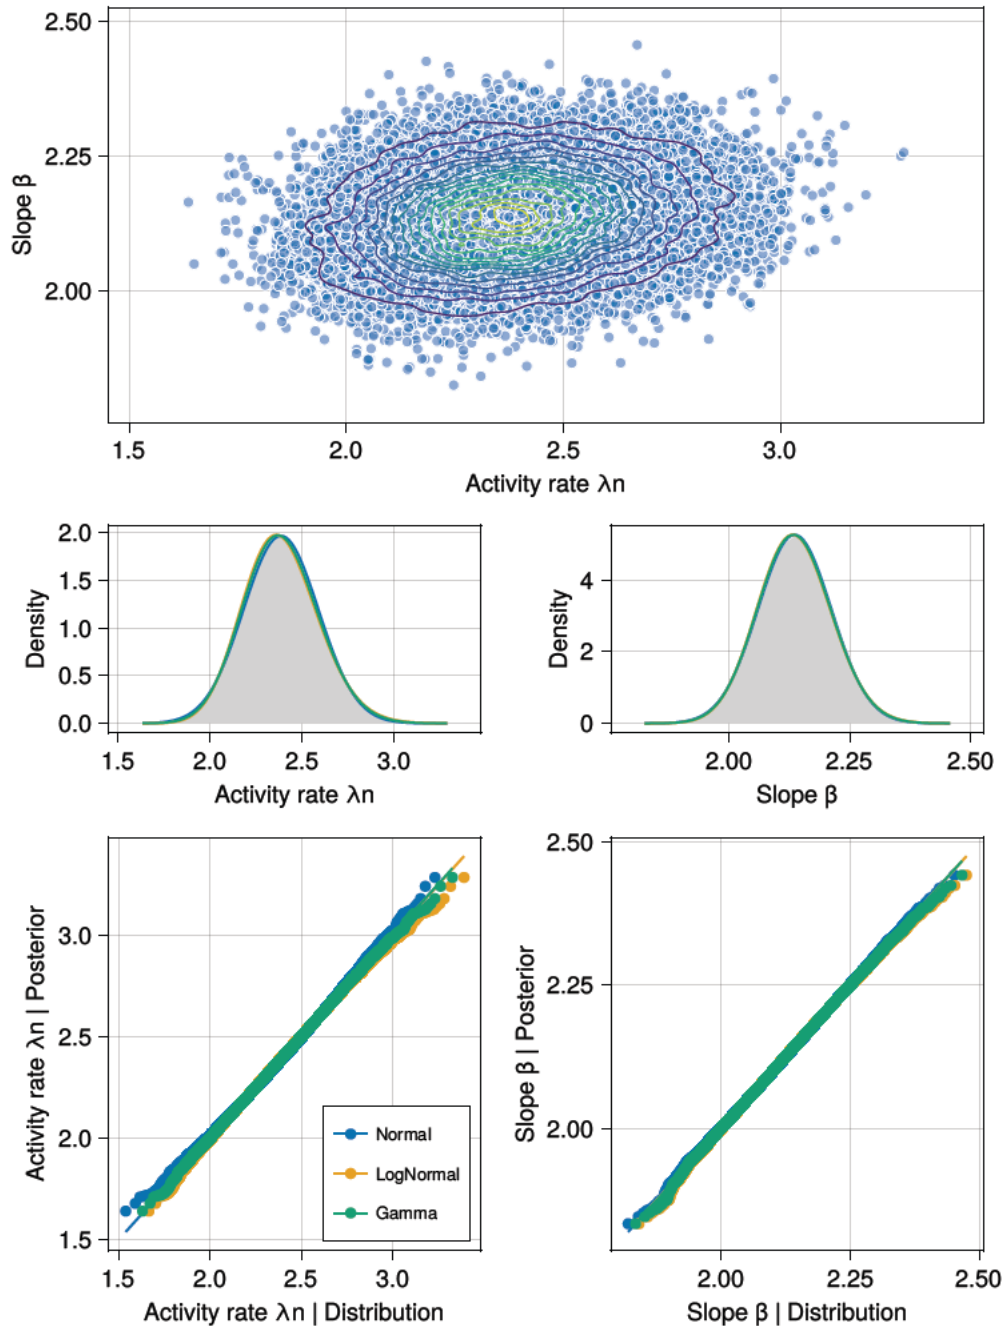 2.50
2.25
2.00
Slope β
1.5 2.0 2.5 3.0
Activity rate λn
2.0
1.5
1.0
0.5
0.0
Density
1.5 2.0 2.5 3.0
Activity rate λn
4
2
0
Density
2.00 2.25 2.50
Slope β
3.0
2.5
2.0
1.5
Activity rate λn | Posterior
Normal
LogNormal
Gamma
1.5 2.0 2.5 3.0
Activity rate λn | Distribution
2.50
2.25
2.00
Slope β | Posterior
2.00 2.25 2.50
Slope β | Distribution